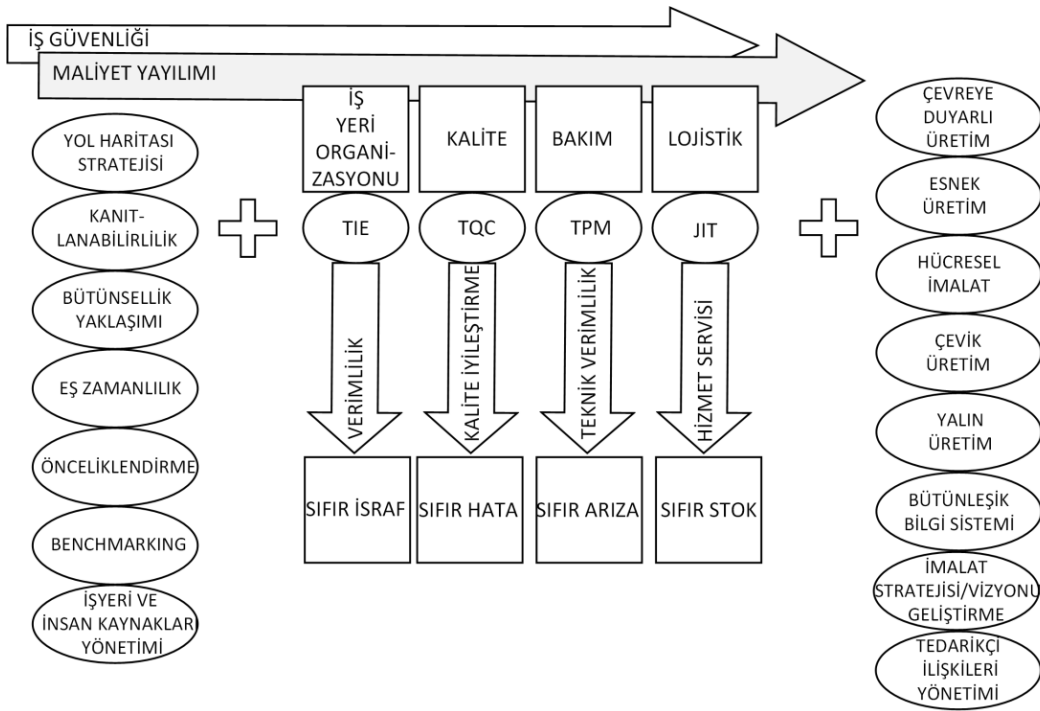 İŞ GÜVENLİĞİ
MALİYET YAYILIMI
YOL HARİTASI
STRATEJİSİ
KANIT-
LANABİLİRLİLİK
BÜTÜNSELLİK
YAKLAŞIMI
EŞ ZAMANLILIK
ÖNCELİKLENDİRME
BENCHMARKING
İŞYERİ VE
İNSAN KAYNAKLARI
YÖNETİMİ
İŞ
YERİ
ORGANİ-
ZASYONU
TIE
VERİMLİLİK
SIFIR İSRAF
KALİTE
TQC
KALİTE İYİLEŞTİRME
SIFIR HATA
BAKIM
TPM
TEKNİK VERİMLİLİK
SIFIR ARIZA
LOJİSTİK
JIT
HİZMET SERVİSİ
SIFIR STOK
ÇEVREYE
DUYARLI
ÜRETİM
ESNEK
ÜRETİM
HÜCRESEL
İMALAT
ÇEVİK
ÜRETİM
YALIN
ÜRETİM
BÜTÜNLEŞİK
BİLGİ SİSTEMİ
İMALAT
STRATEJİSİ/VİZYONU
GELİŞTİRME
TEDARİKÇİ
İLİŞKİLERİ
YÖNETİMİ